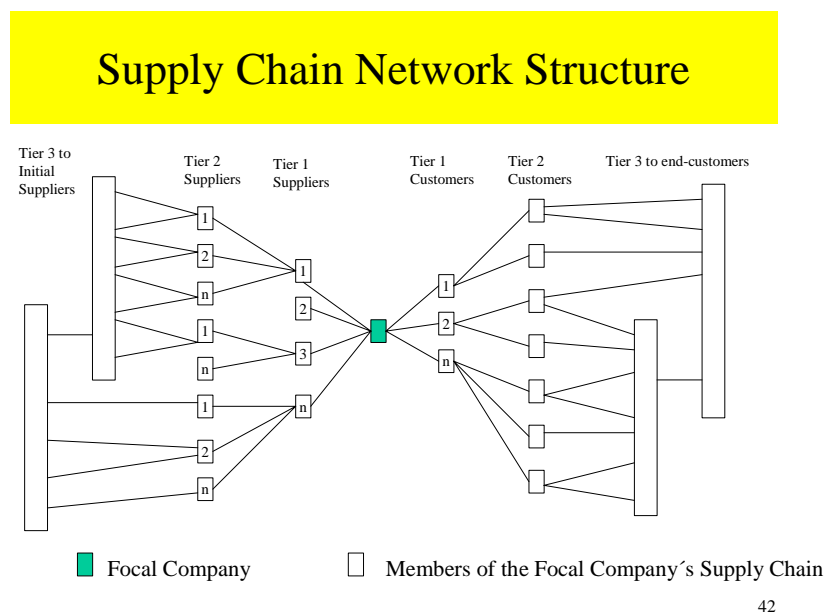 Supply Chain Network Structure
Tier 3 to
Initial
Suppliers
Tier 2
Suppliers
Tier 1
Suppliers
Tier 1
Customers
Tier 2
Customers
Tier 3 to end-customers
1
2
n
1
n
1
2
n
1
2
3
n
1
2
n
Focal Company
Members of the Focal Company´s Supply Chain
42